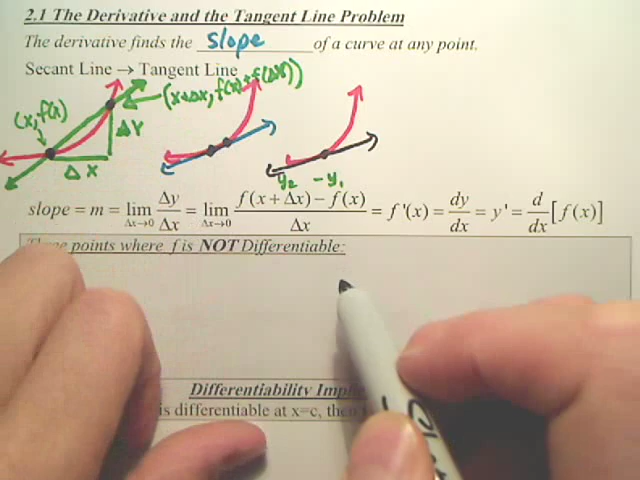 2.1 The Derivative and the Tangent Line Problem
The derivative finds the slope of a curve at any point.
Secant Line → Tangent Line
(x+Δx, f(x)+f(Δx))
(x, f(x))
Δy
Δx
y₂ - y₁
slope = m = lim Δx→0 Δy/Δx = lim Δx→0 (f(x + Δx) − f(x))/Δx = f '(x) = dy/dx = y' = d/dx [f(x)]
points where f is NOT Differentiable:
Differentiability
is differentiable at x=c, then